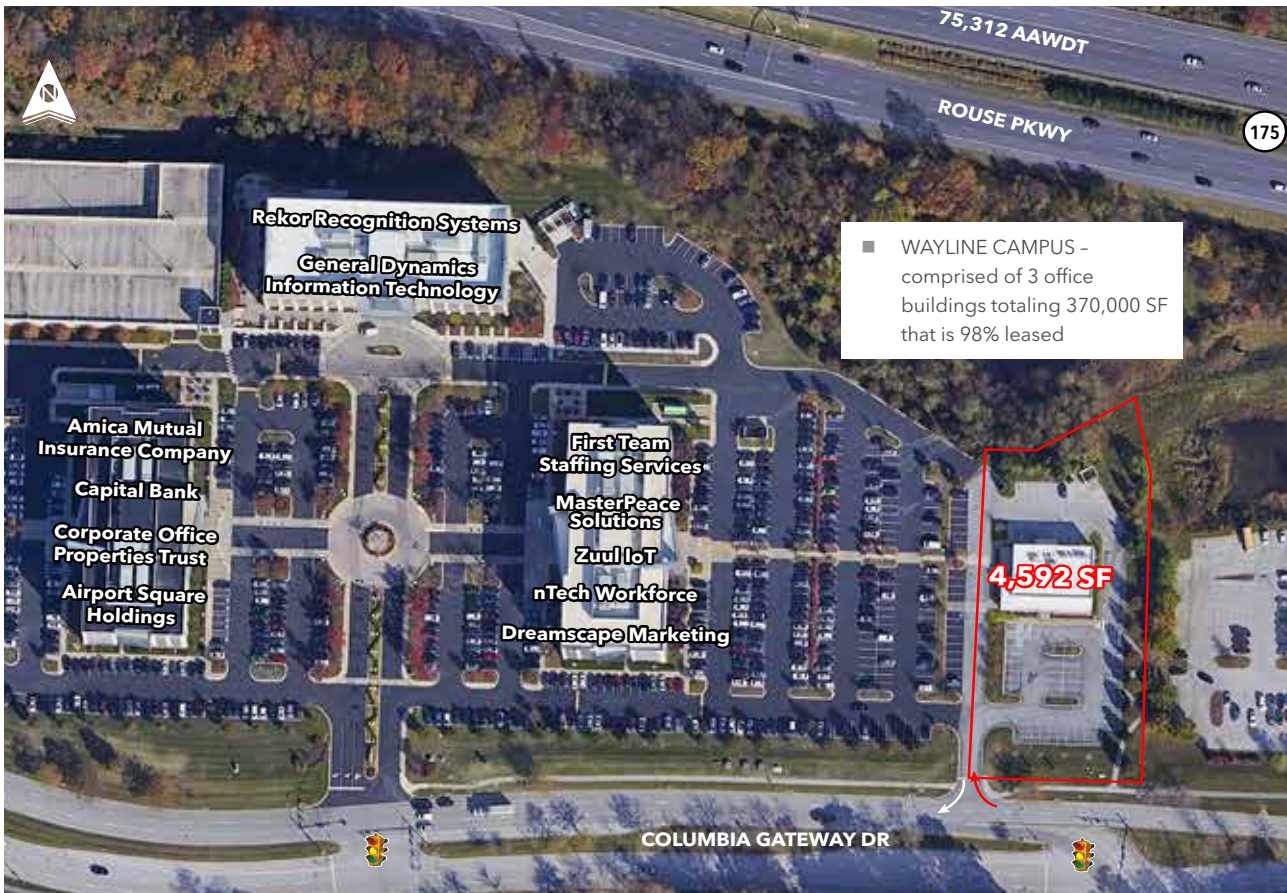 75,312 AAWDT
N
ROUSE PKWY
175
Rekor Recognition Systems
General Dynamics
Information Technology
WAYLINE CAMPUS –
comprised of 3 office
buildings totaling 370,000 SF
that is 98% leased
Amica Mutual
Insurance Company
Capital Bank
Corporate Office
Properties Trust
Airport Square
Holdings
First Team
Staffing Services
MasterPeace
Solutions
Zuul IoT
nTech Workforce
Dreamscape Marketing
4,592 SF
COLUMBIA GATEWAY DR